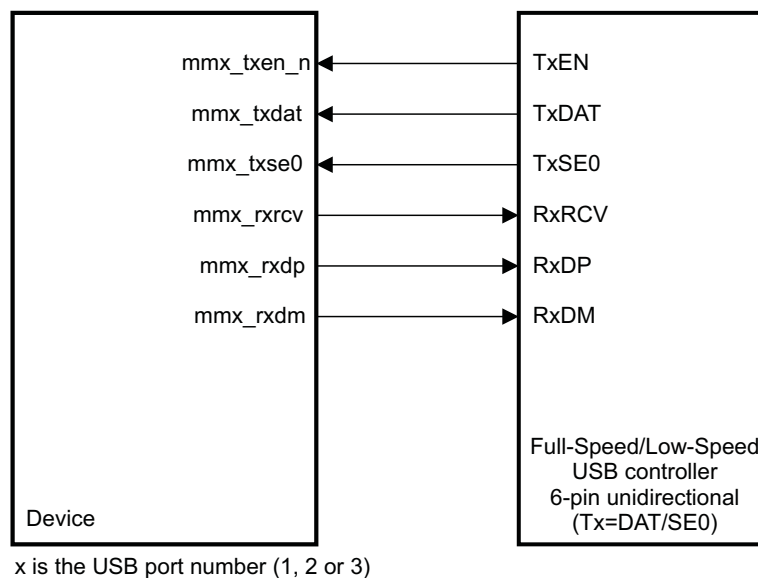 mmx_txen_n TxEN
mmx_txdat TxDAT
mmx_txse0 TxSE0
mmx_rxrcv RxRCV
mmx_rxdp RxDP
mmx_rxdm RxDM
Full-Speed/Low-Speed
USB controller
6-pin unidirectional
(Tx=DAT/SE0)
Device
x is the USB port number (1, 2 or 3)